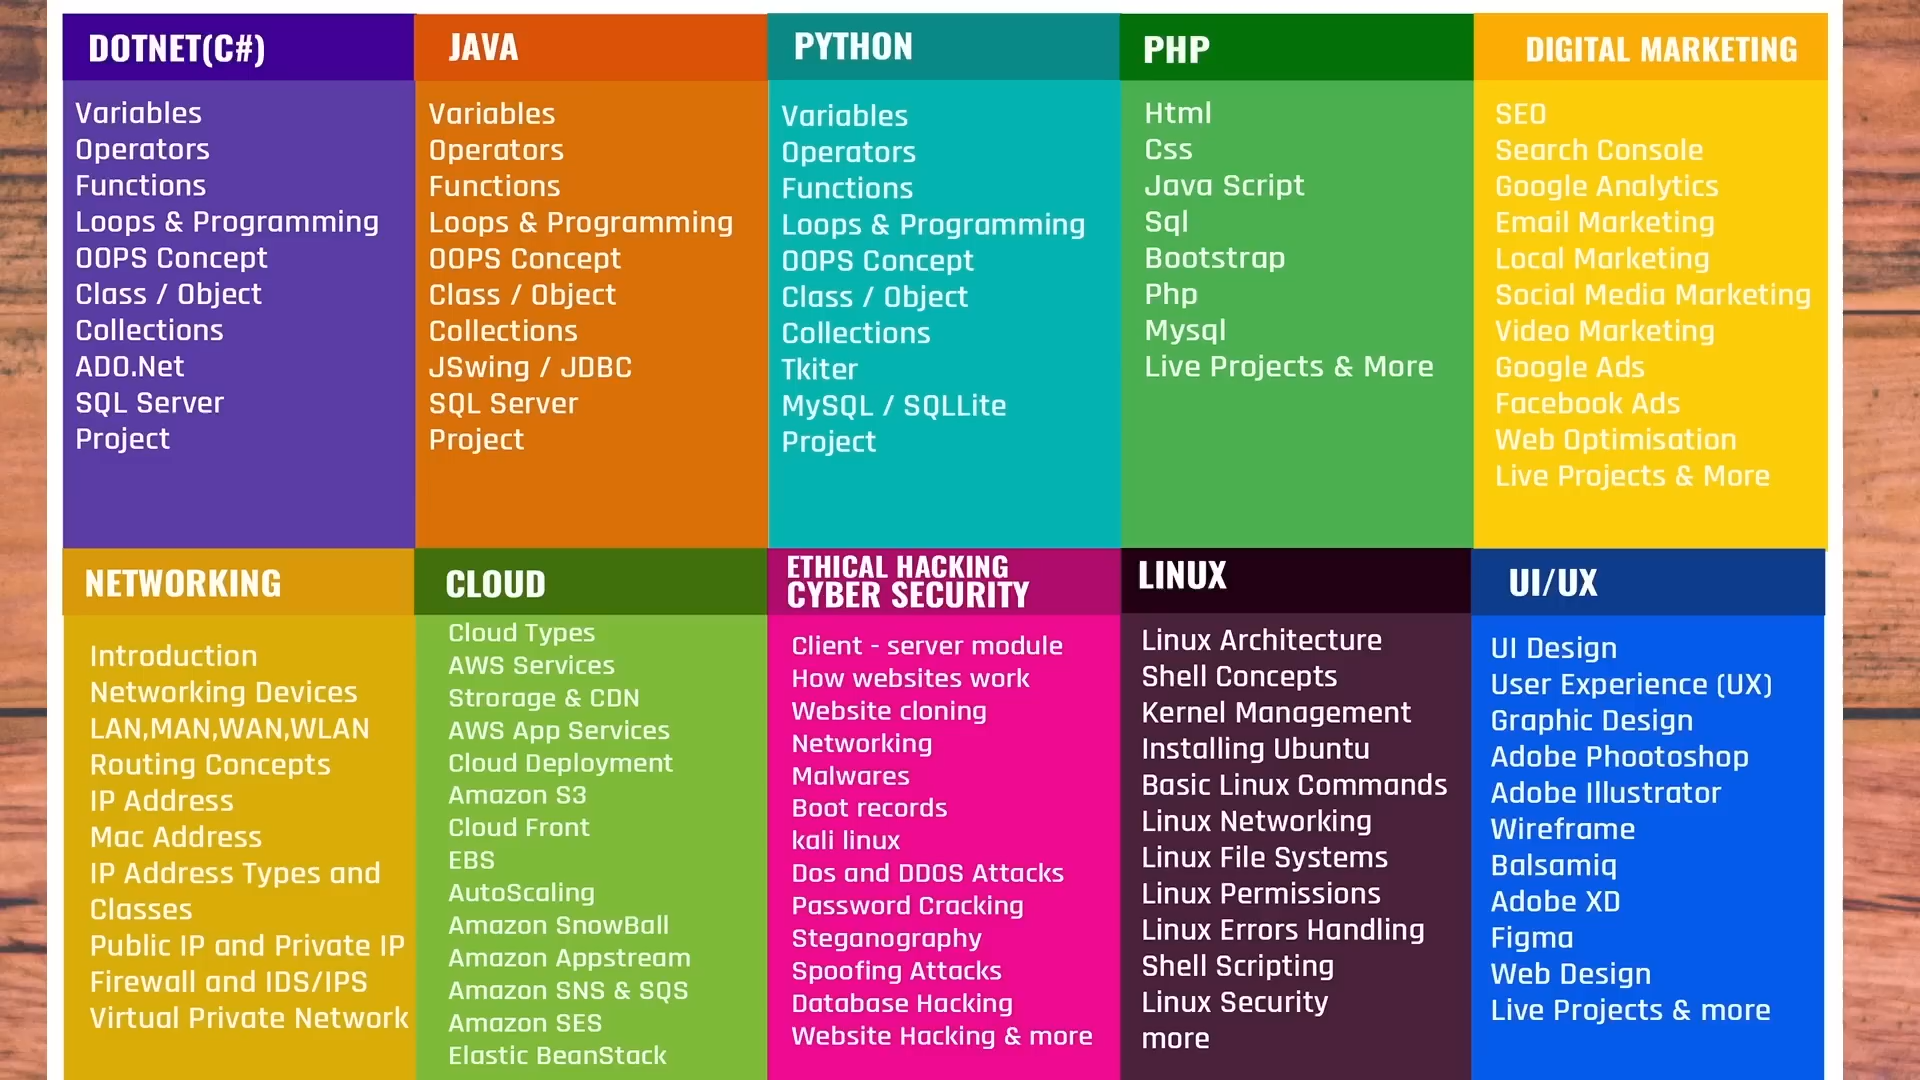 DOTNET(C#)
Variables
Operators
Functions
Loops & Programming
OOPS Concept
Class / Object
Collections
ADO.Net
SQL Server
Project
JAVA
Variables
Operators
Functions
Loops & Programming
OOPS Concept
Class / Object
Collections
JSwing / JDBC
SQL Server
Project
PYTHON
Variables
Operators
Functions
Loops & Programming
OOPS Concept
Class / Object
Collections
Tkiter
MySQL / SQLLite
Project
PHP
Html
Css
Java Script
Sql
Bootstrap
Php
Mysql
Live Projects & More
DIGITAL MARKETING
SEO
Search Console
Google Analytics
Email Marketing
Local Marketing
Social Media Marketing
Video Marketing
Google Ads
Facebook Ads
Web Optimisation
Live Projects & More
NETWORKING
Introduction
Networking Devices
LAN,MAN,WAN,WLAN
Routing Concepts
IP Address
Mac Address
IP Address Types and
Classes
Public IP and Private IP
Firewall and IDS/IPS
Virtual Private Network
CLOUD
Cloud Types
AWS Services
Strorage & CDN
AWS App Services
Cloud Deployment
Amazon S3
Cloud Front
EBS
AutoScaling
Amazon SnowBall
Amazon Appstream
Amazon SNS & SQS
Amazon SES
Elastic BeanStack
ETHICAL HACKING
CYBER SECURITY
Client - server module
How websites work
Website cloning
Networking
Malwares
Boot records
kali linux
Dos and DDOS Attacks
Password Cracking
Steganography
Spoofing Attacks
Database Hacking
Website Hacking & more
LINUX
Linux Architecture
Shell Concepts
Kernel Management
Installing Ubuntu
Basic Linux Commands
Linux Networking
Linux File Systems
Linux Permissions
Linux Errors Handling
Shell Scripting
Linux Security
more
UI/UX
UI Design
User Experience (UX)
Graphic Design
Adobe Phootoshop
Adobe Illustrator
Wireframe
Balsamiq
Adobe XD
Figma
Web Design
Live Projects & more